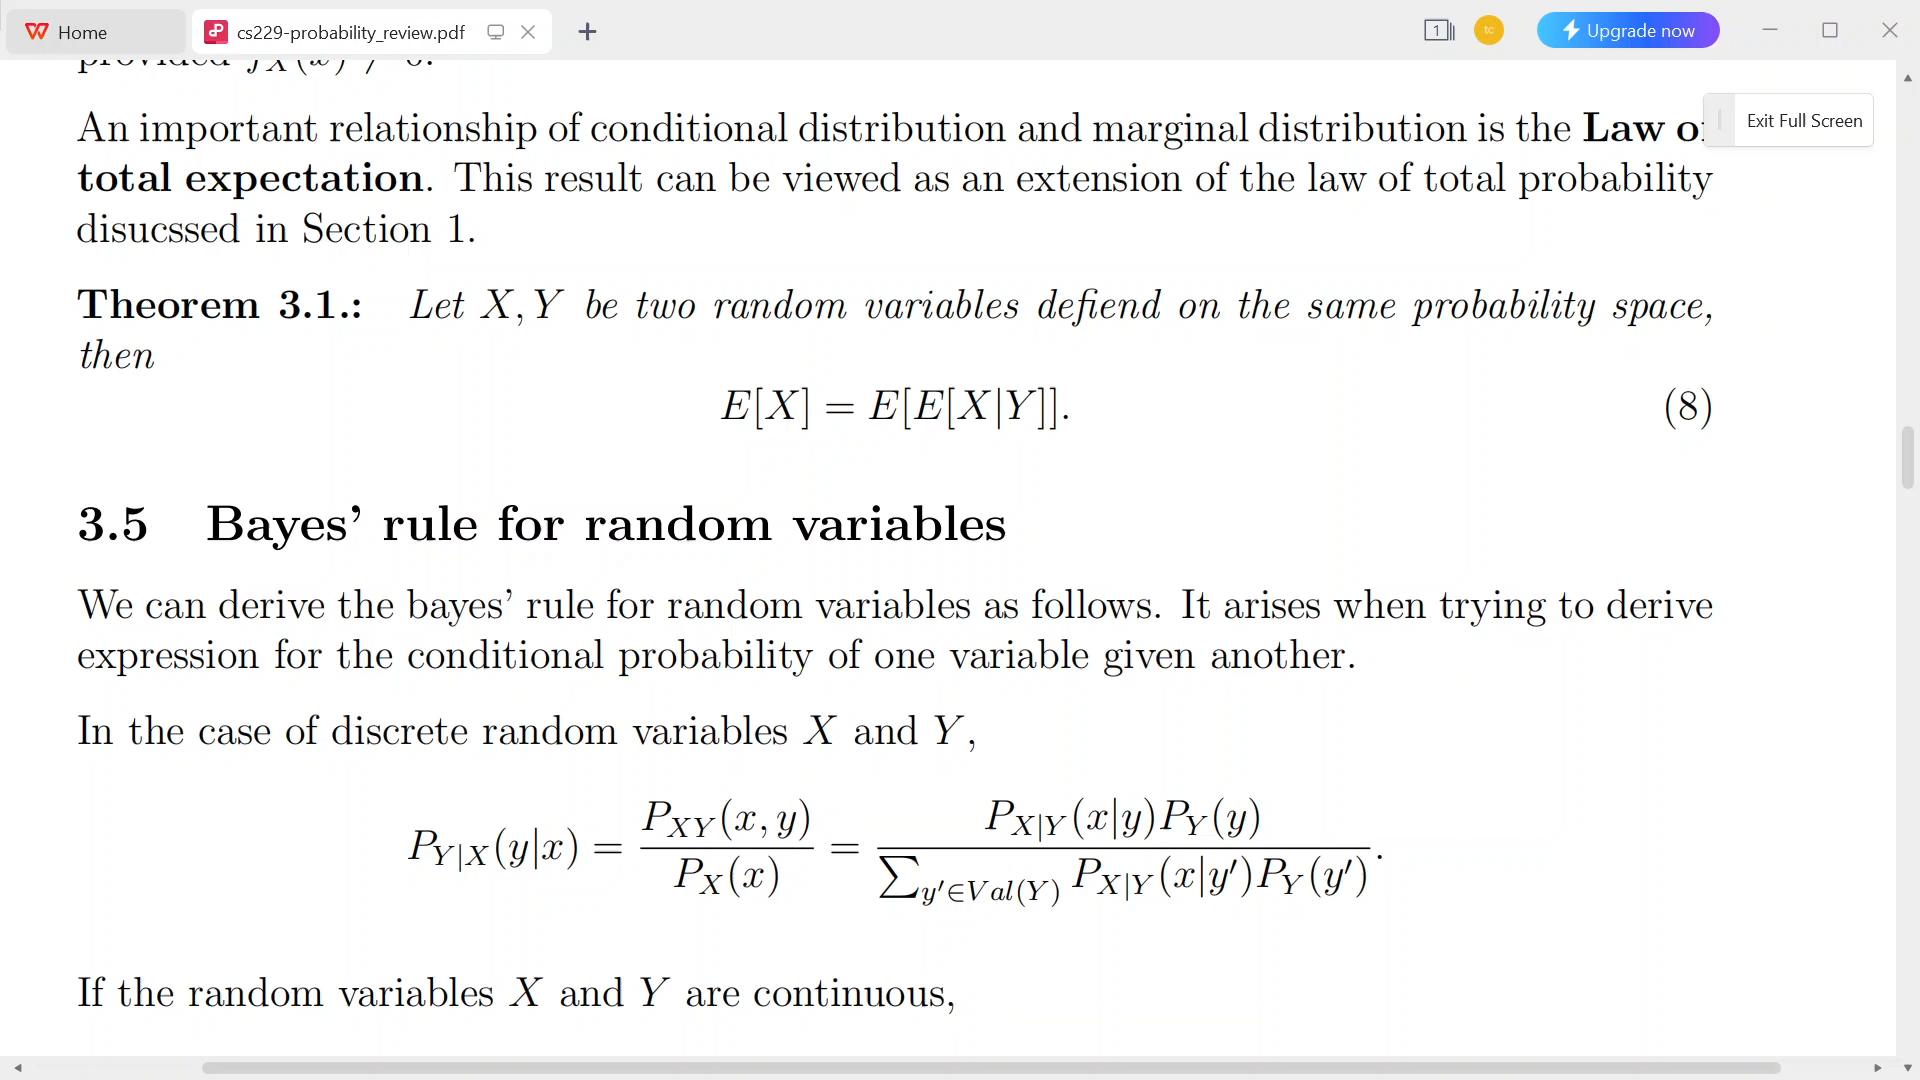 Home
cs229-probability_review.pdf
1
tc
Upgrade now
Exit Full Screen
An important relationship of conditional distribution and marginal distribution is the Law o
total expectation. This result can be viewed as an extension of the law of total probability
disucssed in Section 1.
Theorem 3.1.: Let X, Y be two random variables defiend on the same probability space,
then
E[X] = E[E[X|Y]]. (8)
3.5 Bayes' rule for random variables
We can derive the bayes' rule for random variables as follows. It arises when trying to derive
expression for the conditional probability of one variable given another.
In the case of discrete random variables X and Y,
P_{Y|X}(y|x) = \frac{P_{XY}(x, y)}{P_X(x)} = \frac{P_{X|Y}(x|y)P_Y(y)}{\sum_{y'∈Val(Y)} P_{X|Y}(x|y')P_Y(y')}.
If the random variables X and Y are continuous,